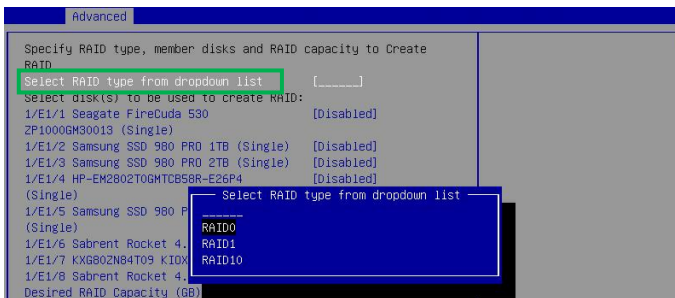 Advanced
Specify RAID type, member disks and RAID capacity to Create
RAID
Select RAID type from dropdown list [______]
Select disk(s) to be used to create RAID:
1/E1/1 Seagate FireCuda 530 [Disabled]
ZP1000GM30013 (Single)
1/E1/2 Samsung SSD 980 PRO 1TB (Single) [Disabled]
1/E1/3 Samsung SSD 980 PRO 2TB (Single) [Disabled]
1/E1/4 HP-EM2802T0GMTCB58R-E26P4 [Disabled]
(Single)
1/E1/5 Samsung SSD 980 P
(Single)
1/E1/6 Sabrent Rocket 4.
1/E1/7 KXG80ZN84T09 KIOX
1/E1/8 Sabrent Rocket 4.
Desired RAID Capacity (GB)
Select RAID type from dropdown list
______
RAID0
RAID1
RAID10